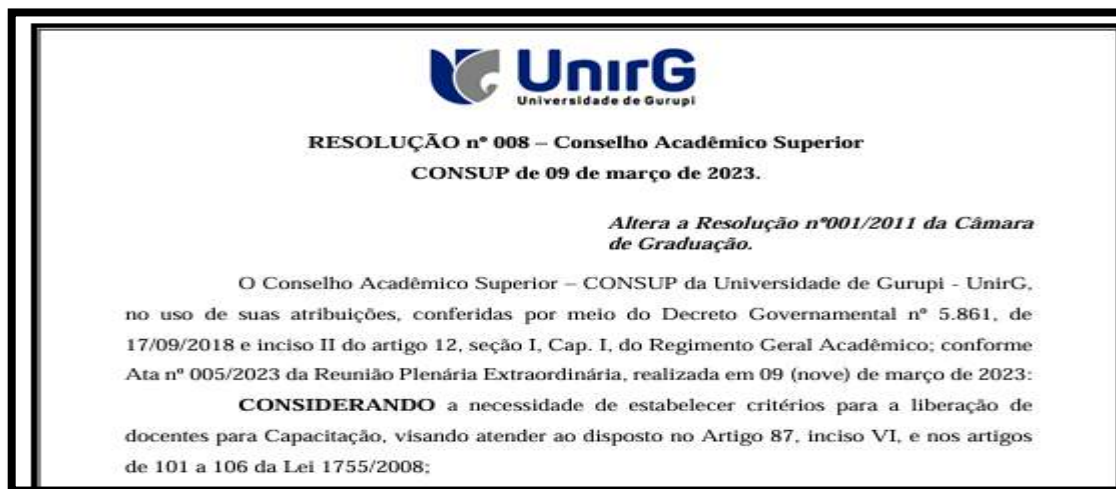 UnirG
Universidade de Gurupi
RESOLUÇÃO nº 008 – Conselho Acadêmico Superior
CONSUP de 09 de março de 2023.
Altera a Resolução nº001/2011 da Câmara
de Graduação.
O Conselho Acadêmico Superior – CONSUP da Universidade de Gurupi - UnirG,
no uso de suas atribuições, conferidas por meio do Decreto Governamental nº 5.861, de
17/09/2018 e inciso II do artigo 12, seção I, Cap. I, do Regimento Geral Acadêmico; conforme
Ata nº 005/2023 da Reunião Plenária Extraordinária, realizada em 09 (nove) de março de 2023:
CONSIDERANDO a necessidade de estabelecer critérios para a liberação de
docentes para Capacitação, visando atender ao disposto no Artigo 87, inciso VI, e nos artigos
de 101 a 106 da Lei 1755/2008;